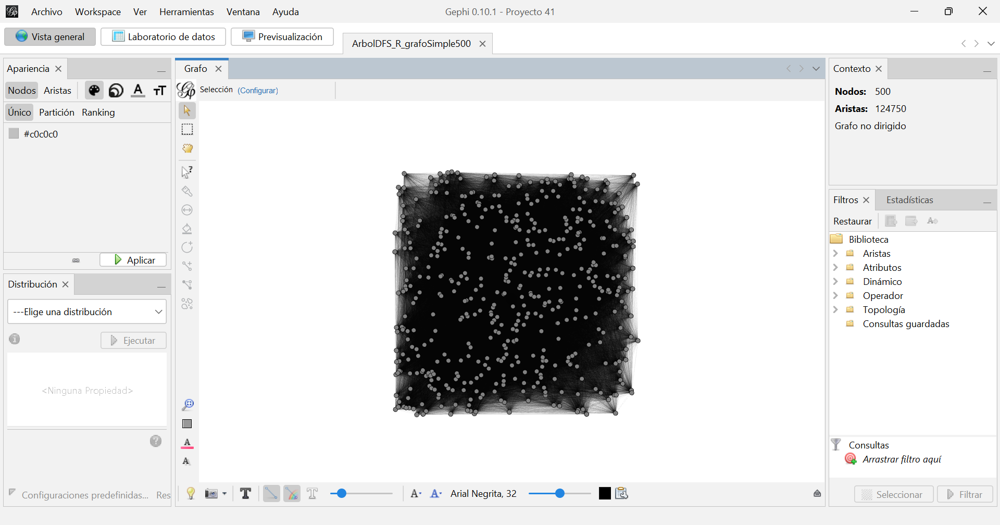 Archivo Workspace Ver Herramientas Ventana Ayuda Gephi 0.10.1 - Proyecto 41
Vista general Laboratorio de datos Previsualización ArbolDFS_R_grafoSimple500
Apariencia
Nodos Aristas
Único Partición Ranking
#c0c0c0
Aplicar
Distribución
---Elige una distribución
Ejecutar
<Ninguna Propiedad>
Configuraciones predefinidas... Res
Grafo
Selección (Configurar)
Arial Negrita, 32
Contexto
Nodos: 500
Aristas: 124750
Grafo no dirigido
Filtros Estadísticas
Restaurar
Biblioteca
Aristas
Atributos
Dinámico
Operador
Topología
Consultas guardadas
Consultas
Arrastrar filtro aquí
Seleccionar Filtrar